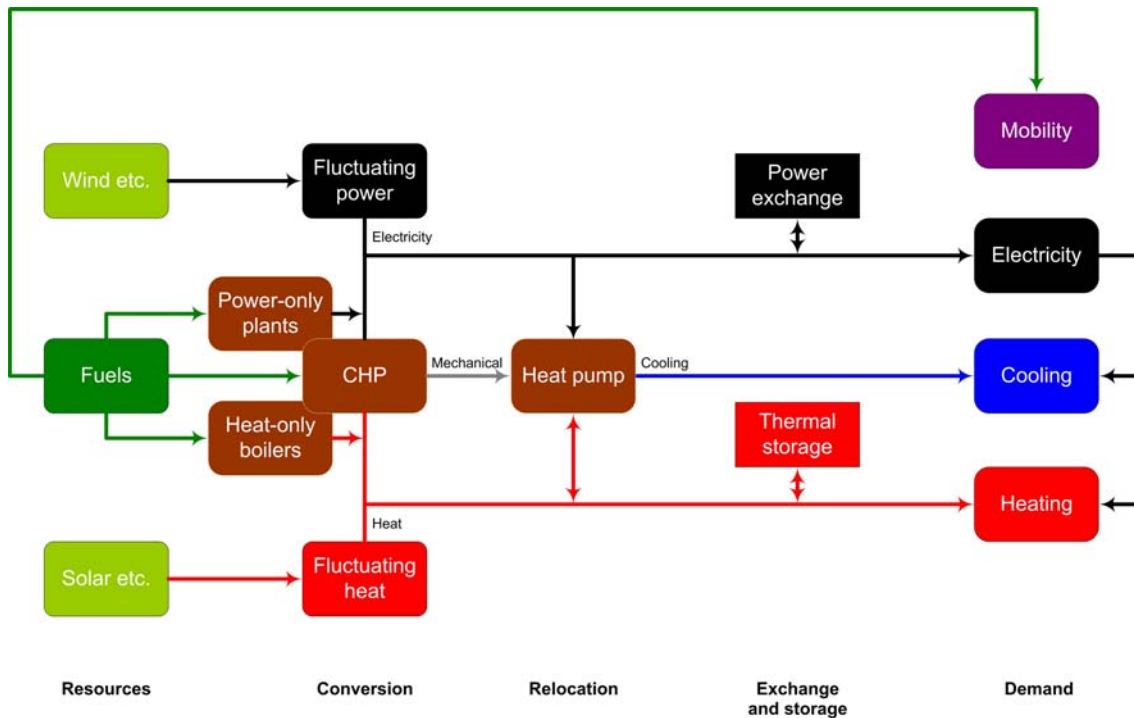 Mobility
Wind etc.
Fluctuating
power
Power
exchange
Electricity
Electricity
Power-only
plants
Fuels
CHP
Mechanical
Heat pump
Cooling
Cooling
Heat-only
boilers
Thermal
storage
Heating
Heat
Solar etc.
Fluctuating
heat
Resources
Conversion
Relocation
Exchange
and storage
Demand